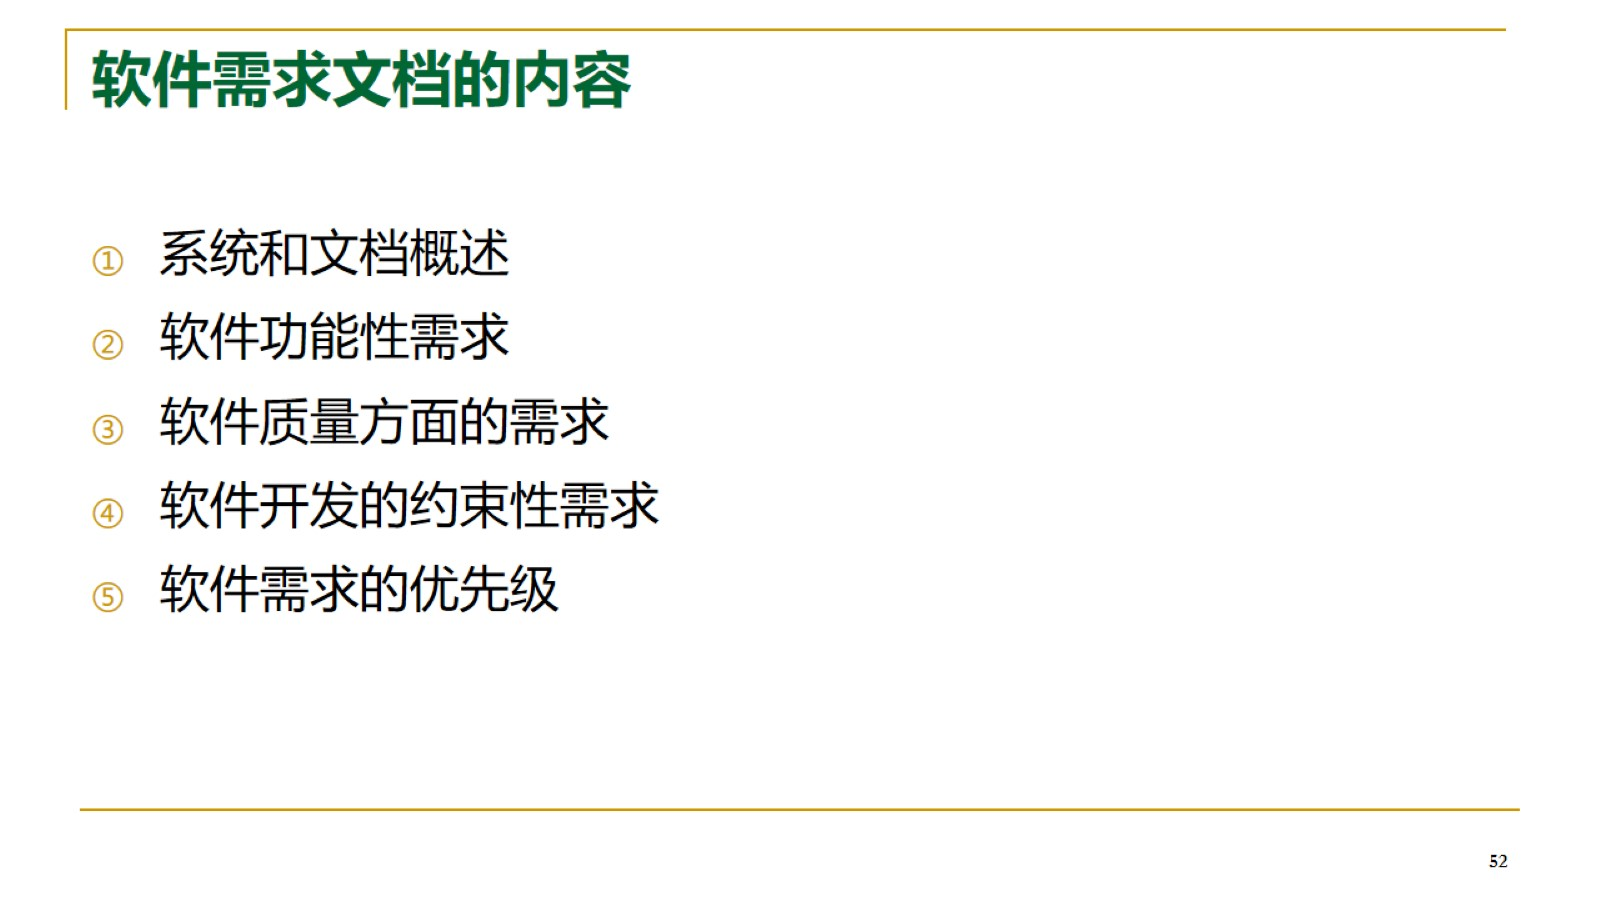 软件需求文档的内容
① 系统和文档概述
② 软件功能性需求
③ 软件质量方面的需求
④ 软件开发的约束性需求
⑤ 软件需求的优先级
52